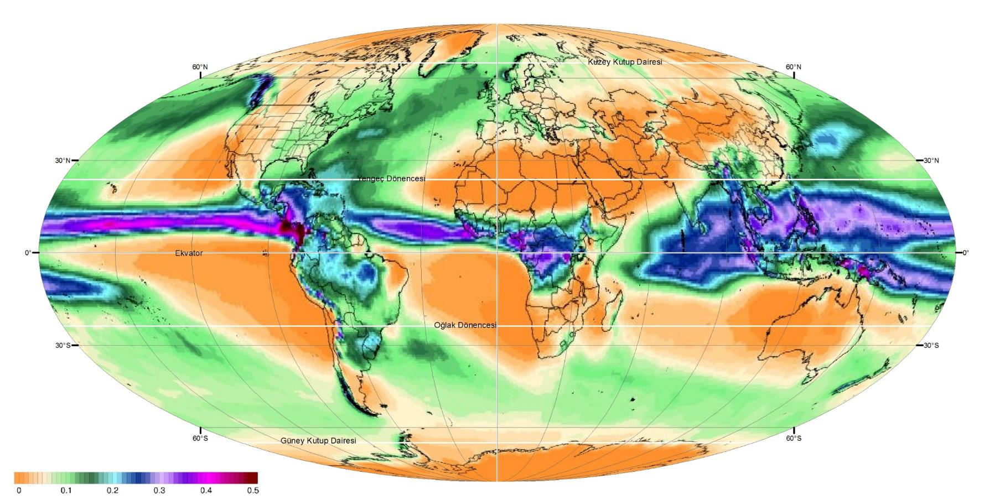 Kuzey Kutup Dairesi
60°N
60°N
30°N
30°N
Yengeç Dönencesi
0°
Ekvator
0°
Oğlak Dönencesi
30°S
30°S
60°S
Güney Kutup Dairesi
60°S
0 0.1 0.2 0.3 0.4 0.5